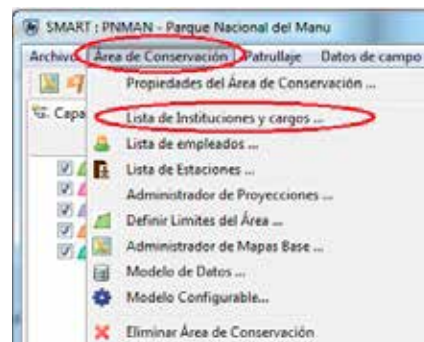 SMART : PNMAN - Parque Nacional del Manu
Archivo Área de Conservación Patrullaje Datos de campo
Propiedades del Área de Conservación ...
Capa
Lista de Instituciones y cargos ...
Lista de empleados ...
Lista de Estaciones ...
Administrador de Proyecciones ...
Definir Limites del Área ...
Administrador de Mapas Base ...
Modelo de Datos ...
Modelo Configurable...
Eliminar Área de Conservación